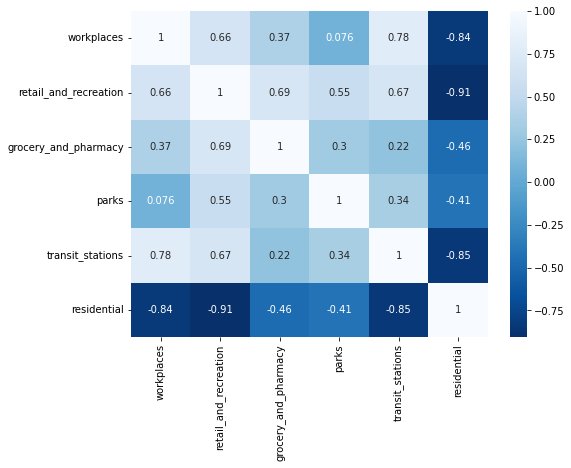 workplaces 1 0.66 0.37 0.076 0.78 -0.84
retail_and_recreation 0.66 1 0.69 0.55 0.67 -0.91
grocery_and_pharmacy 0.37 0.69 1 0.3 0.22 -0.46
parks 0.076 0.55 0.3 1 0.34 -0.41
transit_stations 0.78 0.67 0.22 0.34 1 -0.85
residential -0.84 -0.91 -0.46 -0.41 -0.85 1
workplaces
retail_and_recreation
grocery_and_pharmacy
parks
transit_stations
residential
1.00
0.75
0.50
0.25
0.00
-0.25
-0.50
-0.75